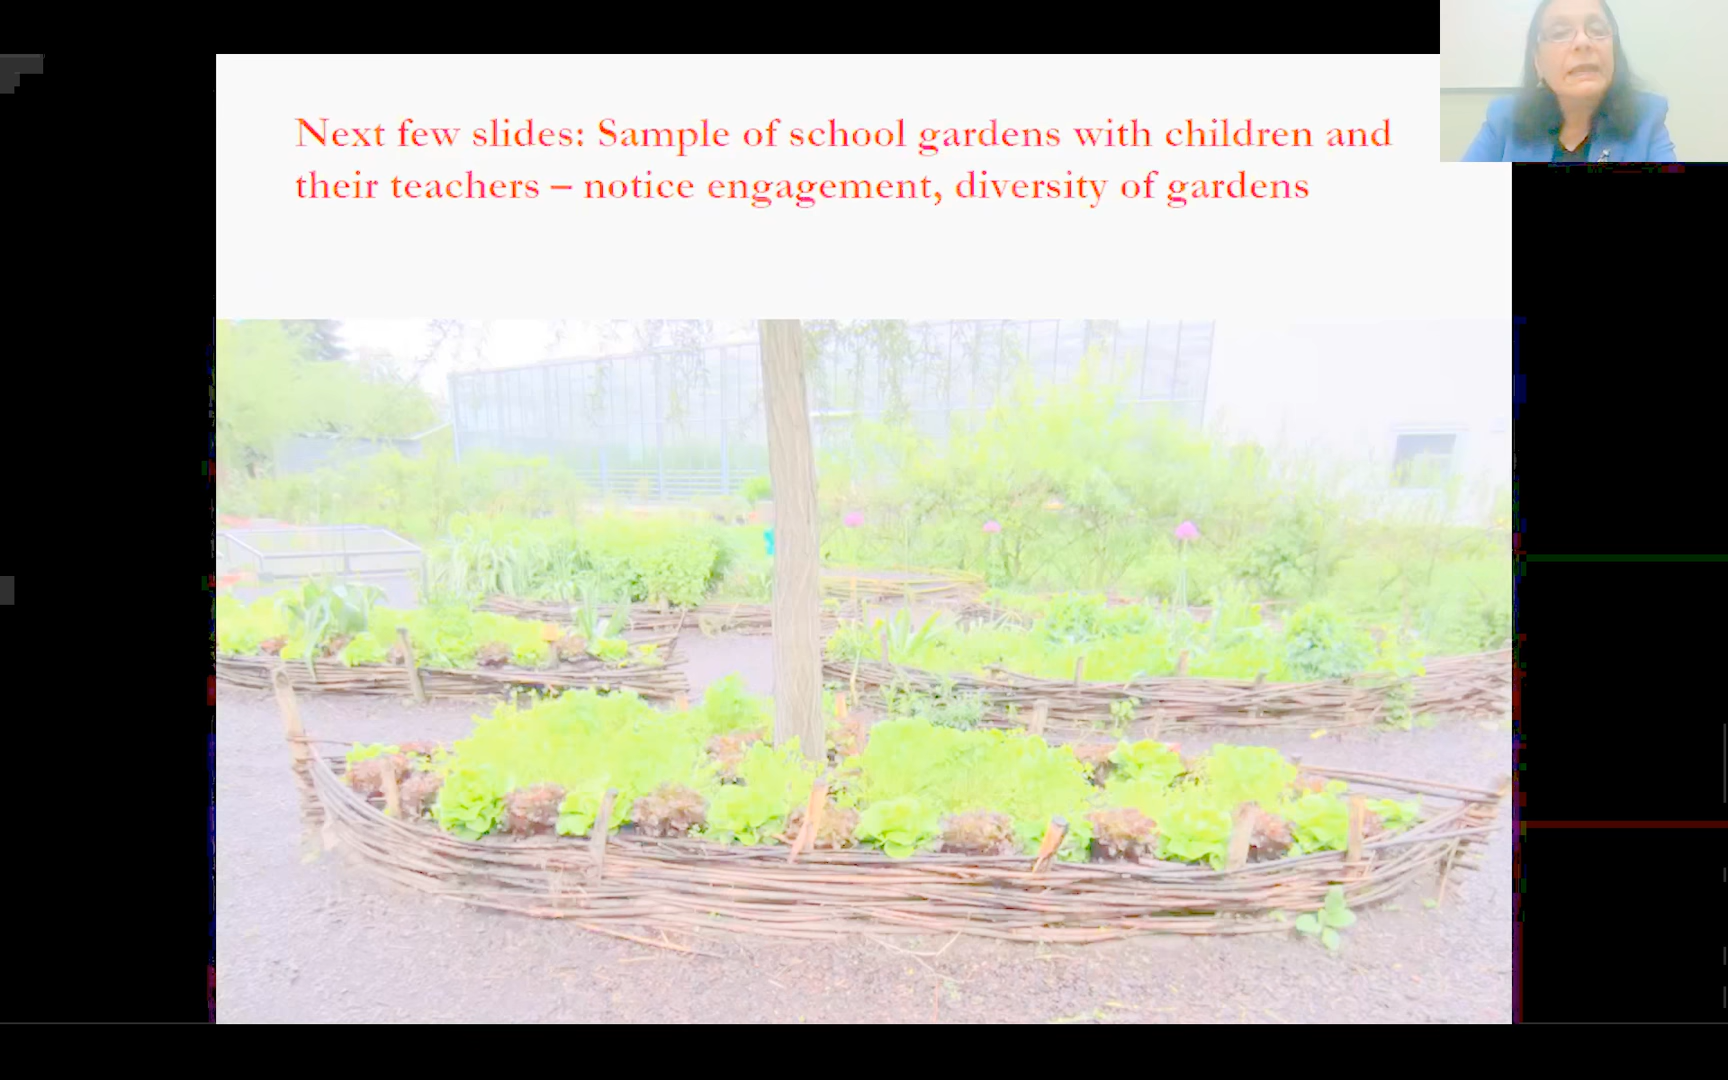 Next few slides: Sample of school gardens with children and
their teachers – notice engagement, diversity of gardens